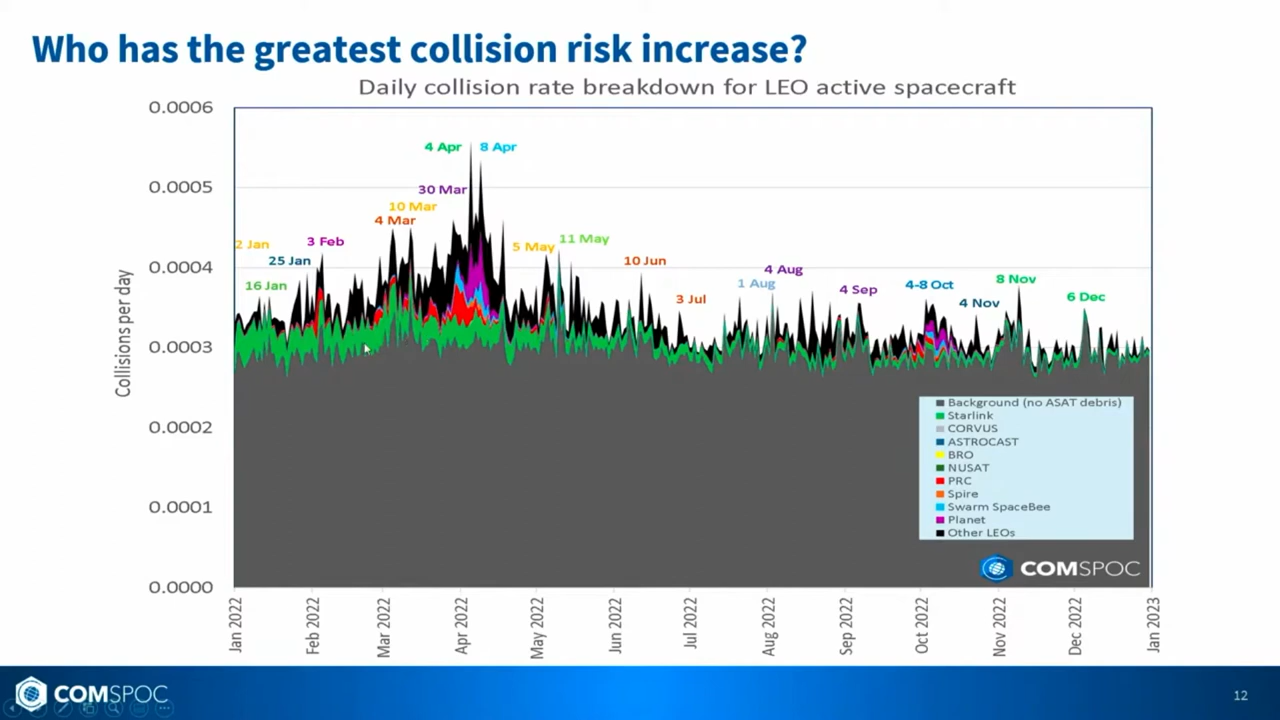 Who has the greatest collision risk increase?
Daily collision rate breakdown for LEO active spacecraft
Collisions per day
0.0006
0.0005
0.0004
0.0003
0.0002
0.0001
0.0000
2 Jan
16 Jan
25 Jan
3 Feb
4 Mar
10 Mar
30 Mar
4 Apr
8 Apr
5 May
11 May
10 Jun
3 Jul
1 Aug
4 Aug
4 Sep
4-8 Oct
4 Nov
8 Nov
6 Dec
Background (no ASAT debris)
Starlink
CORVUS
ASTROCAST
BRO
NUSAT
PRC
Spire
Swarm SpaceBee
Planet
Other LEOs
COMSPOC
Jan 2022
Feb 2022
Mar 2022
Apr 2022
May 2022
Jun 2022
Jul 2022
Aug 2022
Sep 2022
Oct 2022
Nov 2022
Dec 2022
Jan 2023
COMSPOC
12